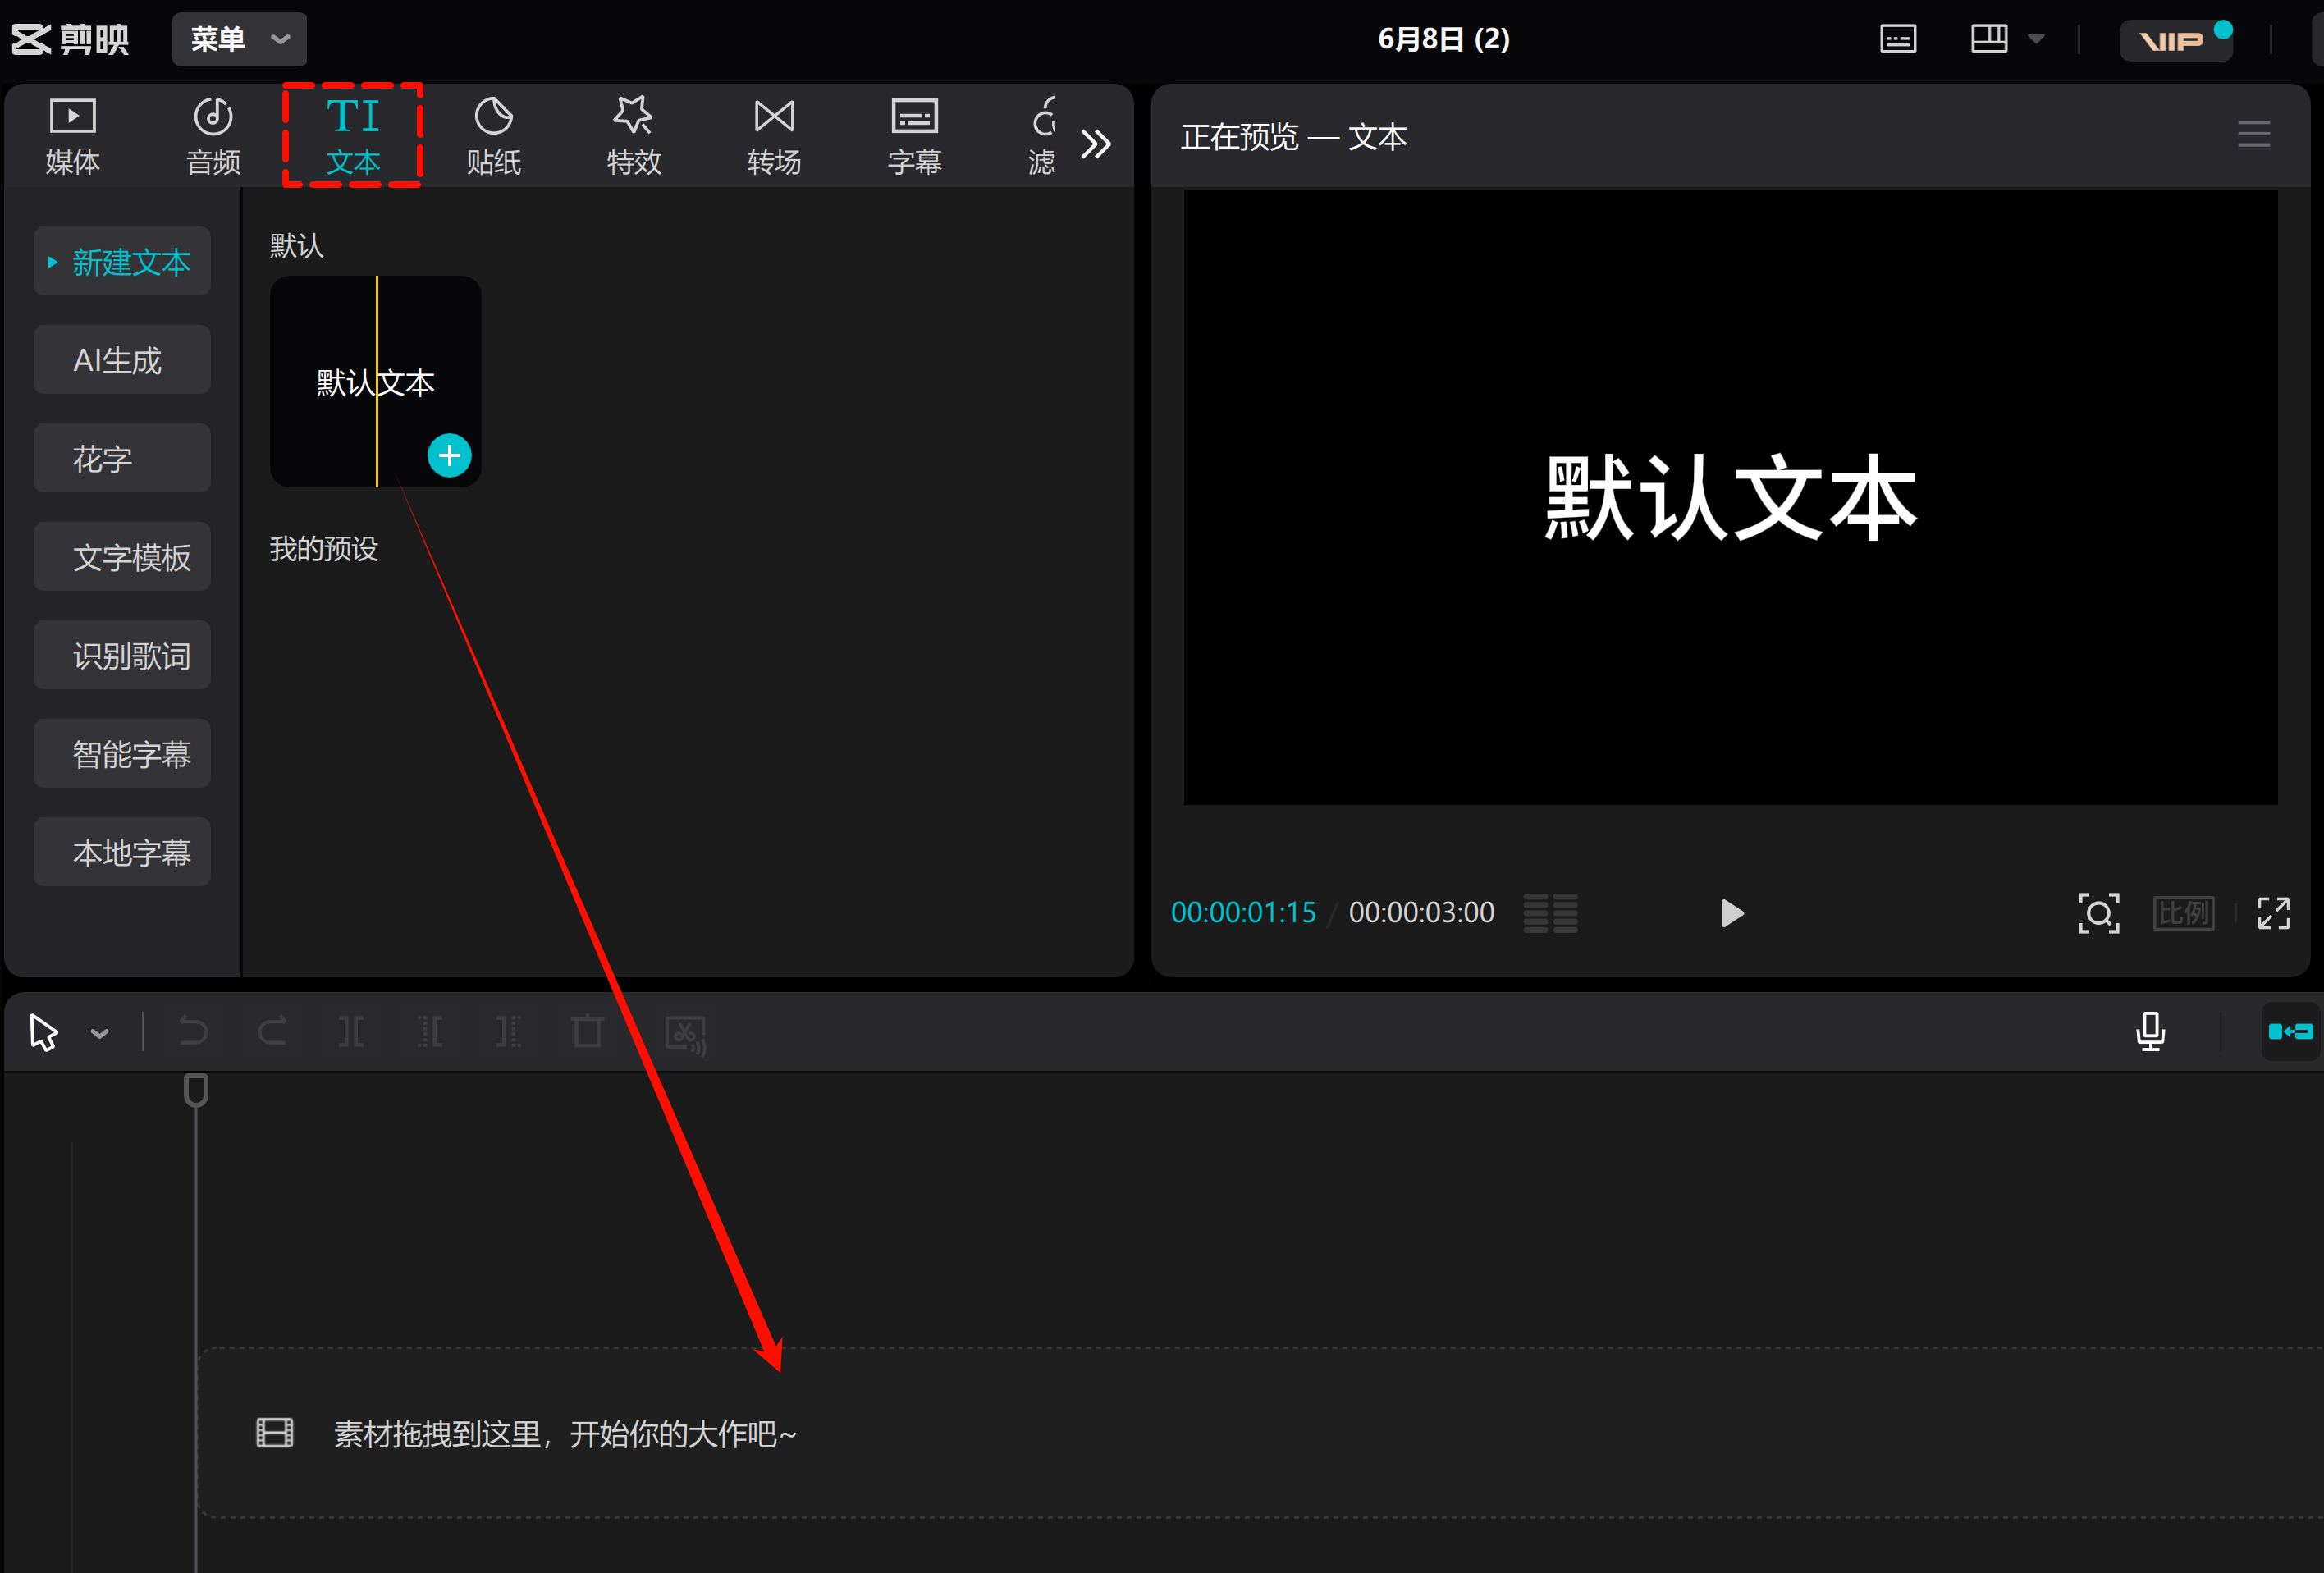 剪映
菜单
6月8日 (2)
VIP
媒体
音频
TI
文本
贴纸
特效
转场
字幕
滤
正在预览 — 文本
新建文本
AI生成
花字
文字模板
识别歌词
智能字幕
本地字幕
默认
默认文本
我的预设
默认文本
00:00:01:15 / 00:00:03:00
比例
素材拖拽到这里，开始你的大作吧~